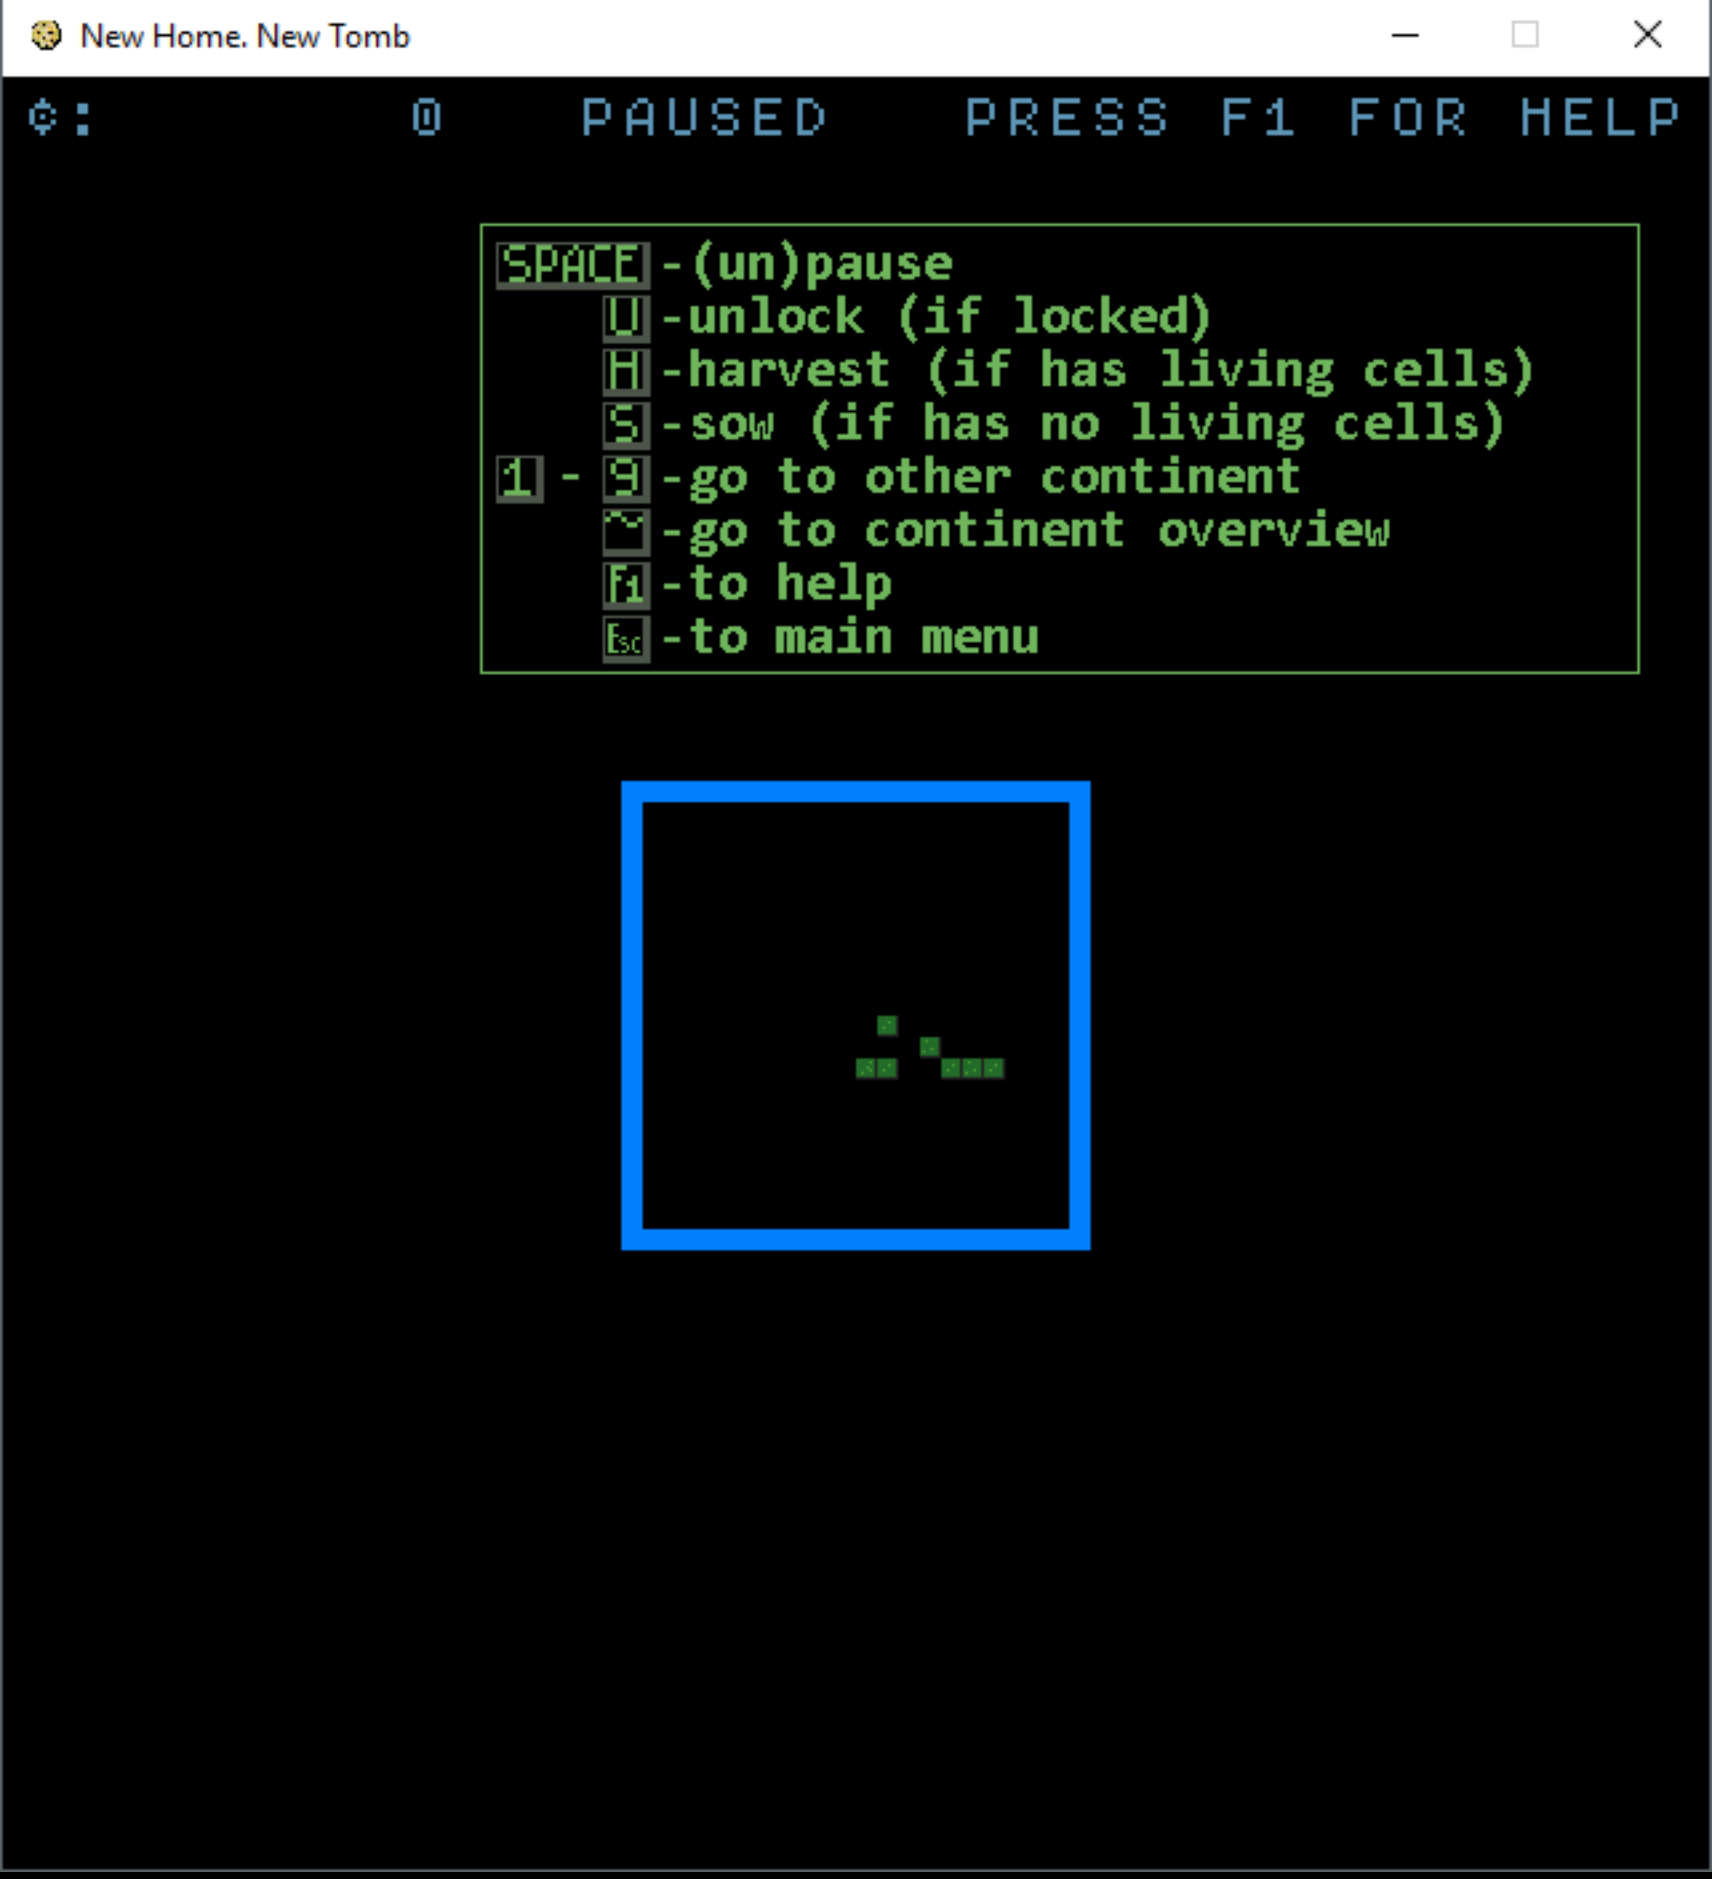 New Home. New Tomb
¢: 0 PAUSED PRESS F1 FOR HELP
SPACE -(un)pause
U -unlock (if locked)
H -harvest (if has living cells)
S -sow (if has no living cells)
1 - 9 -go to other continent
~ -go to continent overview
F1 -to help
Esc -to main menu